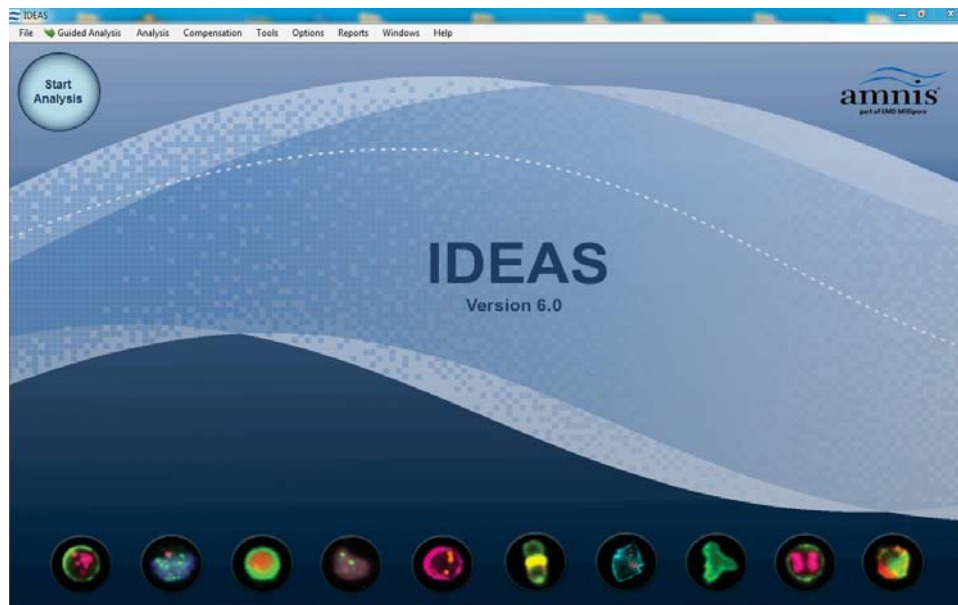 IDEAS
File Guided Analysis Analysis Compensation Tools Options Reports Windows Help
Start
Analysis
amnis
part of EMD Millipore
IDEAS
Version 6.0